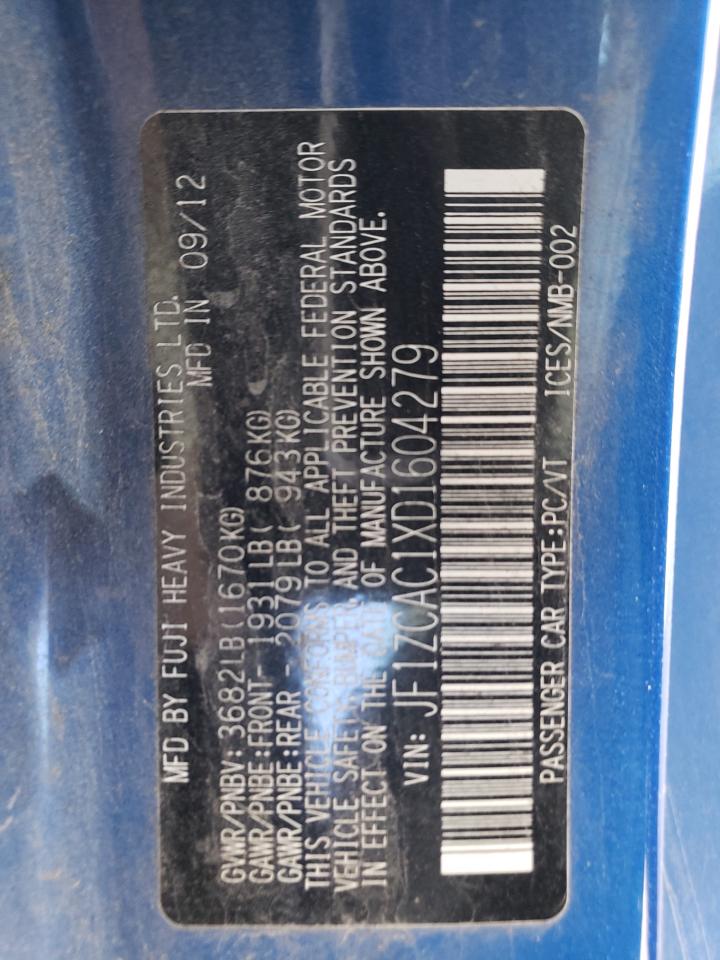 MFD BY FUJI HEAVY INDUSTRIES LTD.
MFD IN 09/12
GVWR/PNBV: 3682LB(1670KG)
GAWR/PNBE:FRONT- 1931LB( 876KG)
GAWR/PNBE:REAR - 2079LB( 943KG)
THIS VEHICLE CONFORMS TO ALL APPLICABLE FEDERAL MOTOR
VEHICLE SAFETY, BUMPER, AND THEFT PREVENTION STANDARDS
IN EFFECT ON THE DATE OF MANUFACTURE SHOWN ABOVE.
VIN: JF1ZCAC1XD1604279
PASSENGER CAR TYPE:PC/VT ICES/NMB-002